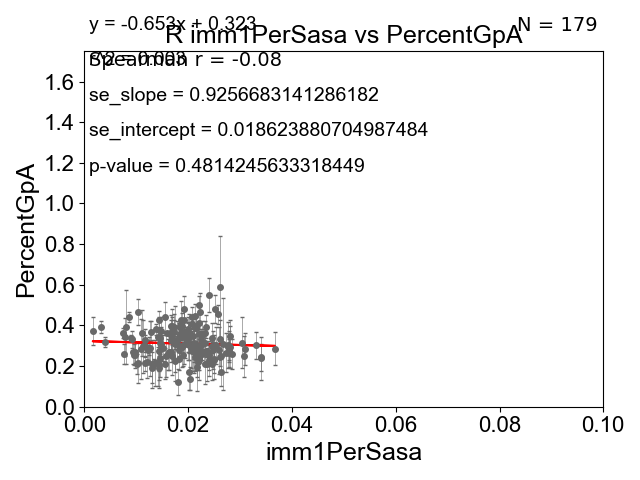 y = -0.653x + 0.323
N = 179
R imm1PerSasa vs PercentGpA
Spearman r = -0.08
se_slope = 0.9256683141286182
se_intercept = 0.018623880704987484
p-value = 0.4814245633318449
PercentGpA
1.6
1.4
1.2
1.0
0.8
0.6
0.4
0.2
0.0
0.00 0.02 0.04 0.06 0.08 0.10
imm1PerSasa